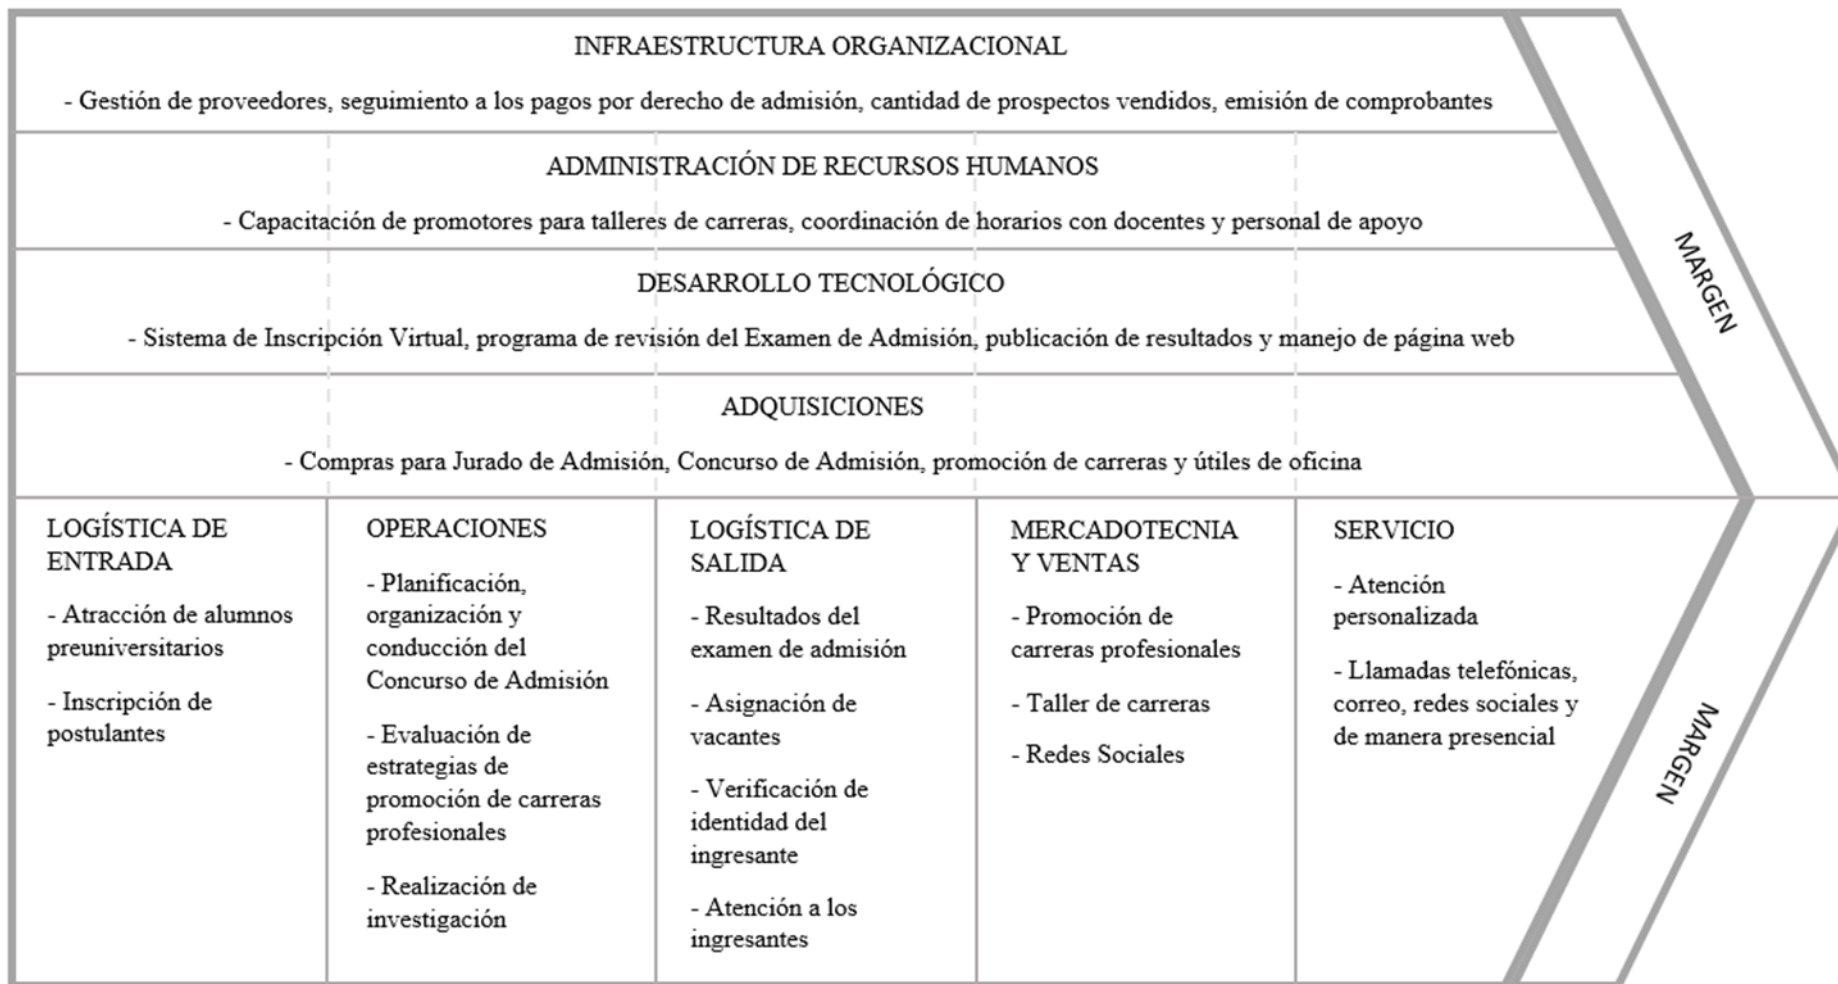 INFRAESTRUCTURA ORGANIZACIONAL
- Gestión de proveedores, seguimiento a los pagos por derecho de admisión, cantidad de prospectos vendidos, emisión de comprobantes
ADMINISTRACIÓN DE RECURSOS HUMANOS
- Capacitación de promotores para talleres de carreras, coordinación de horarios con docentes y personal de apoyo
DESARROLLO TECNOLÓGICO
- Sistema de Inscripción Virtual, programa de revisión del Examen de Admisión, publicación de resultados y manejo de página web
ADQUISICIONES
- Compras para Jurado de Admisión, Concurso de Admisión, promoción de carreras y útiles de oficina
MARGEN
LOGÍSTICA DE
ENTRADA
- Atracción de alumnos
preuniversitarios
- Inscripción de
postulantes
OPERACIONES
- Planificación,
organización y
conducción del
Concurso de Admisión
- Evaluación de
estrategias de
promoción de carreras
profesionales
- Realización de
investigación
LOGÍSTICA DE
SALIDA
- Resultados del
examen de admisión
- Asignación de
vacantes
- Verificación de
identidad del
ingresante
- Atención a los
ingresantes
MERCADOTECNIA
Y VENTAS
- Promoción de
carreras profesionales
- Taller de carreras
- Redes Sociales
SERVICIO
- Atención
personalizada
- Llamadas telefónicas,
correo, redes sociales y
de manera presencial
MARGEN